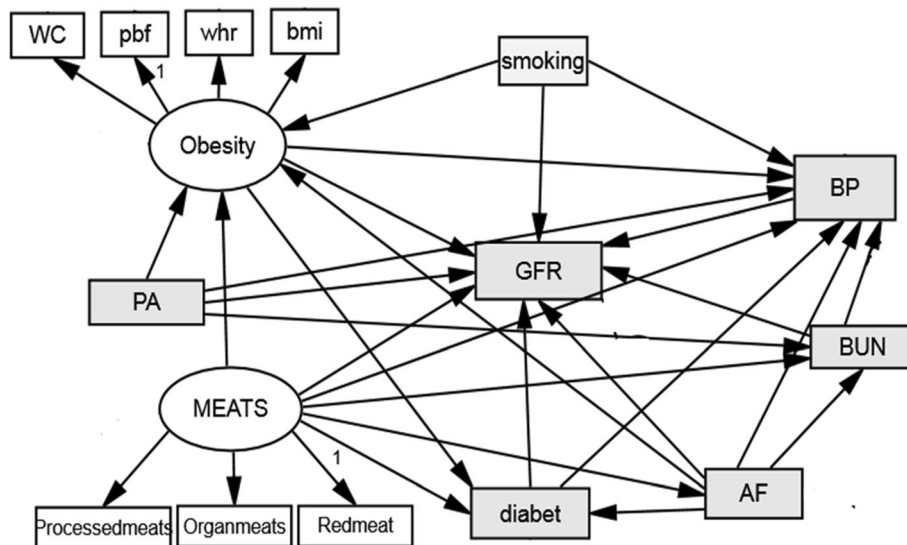 WC
pbf
whr
bmi
1
smoking
Obesity
BP
GFR
PA
BUN
MEATS
1
AF
diabet
Processedmeats
Organmeats
Redmeat